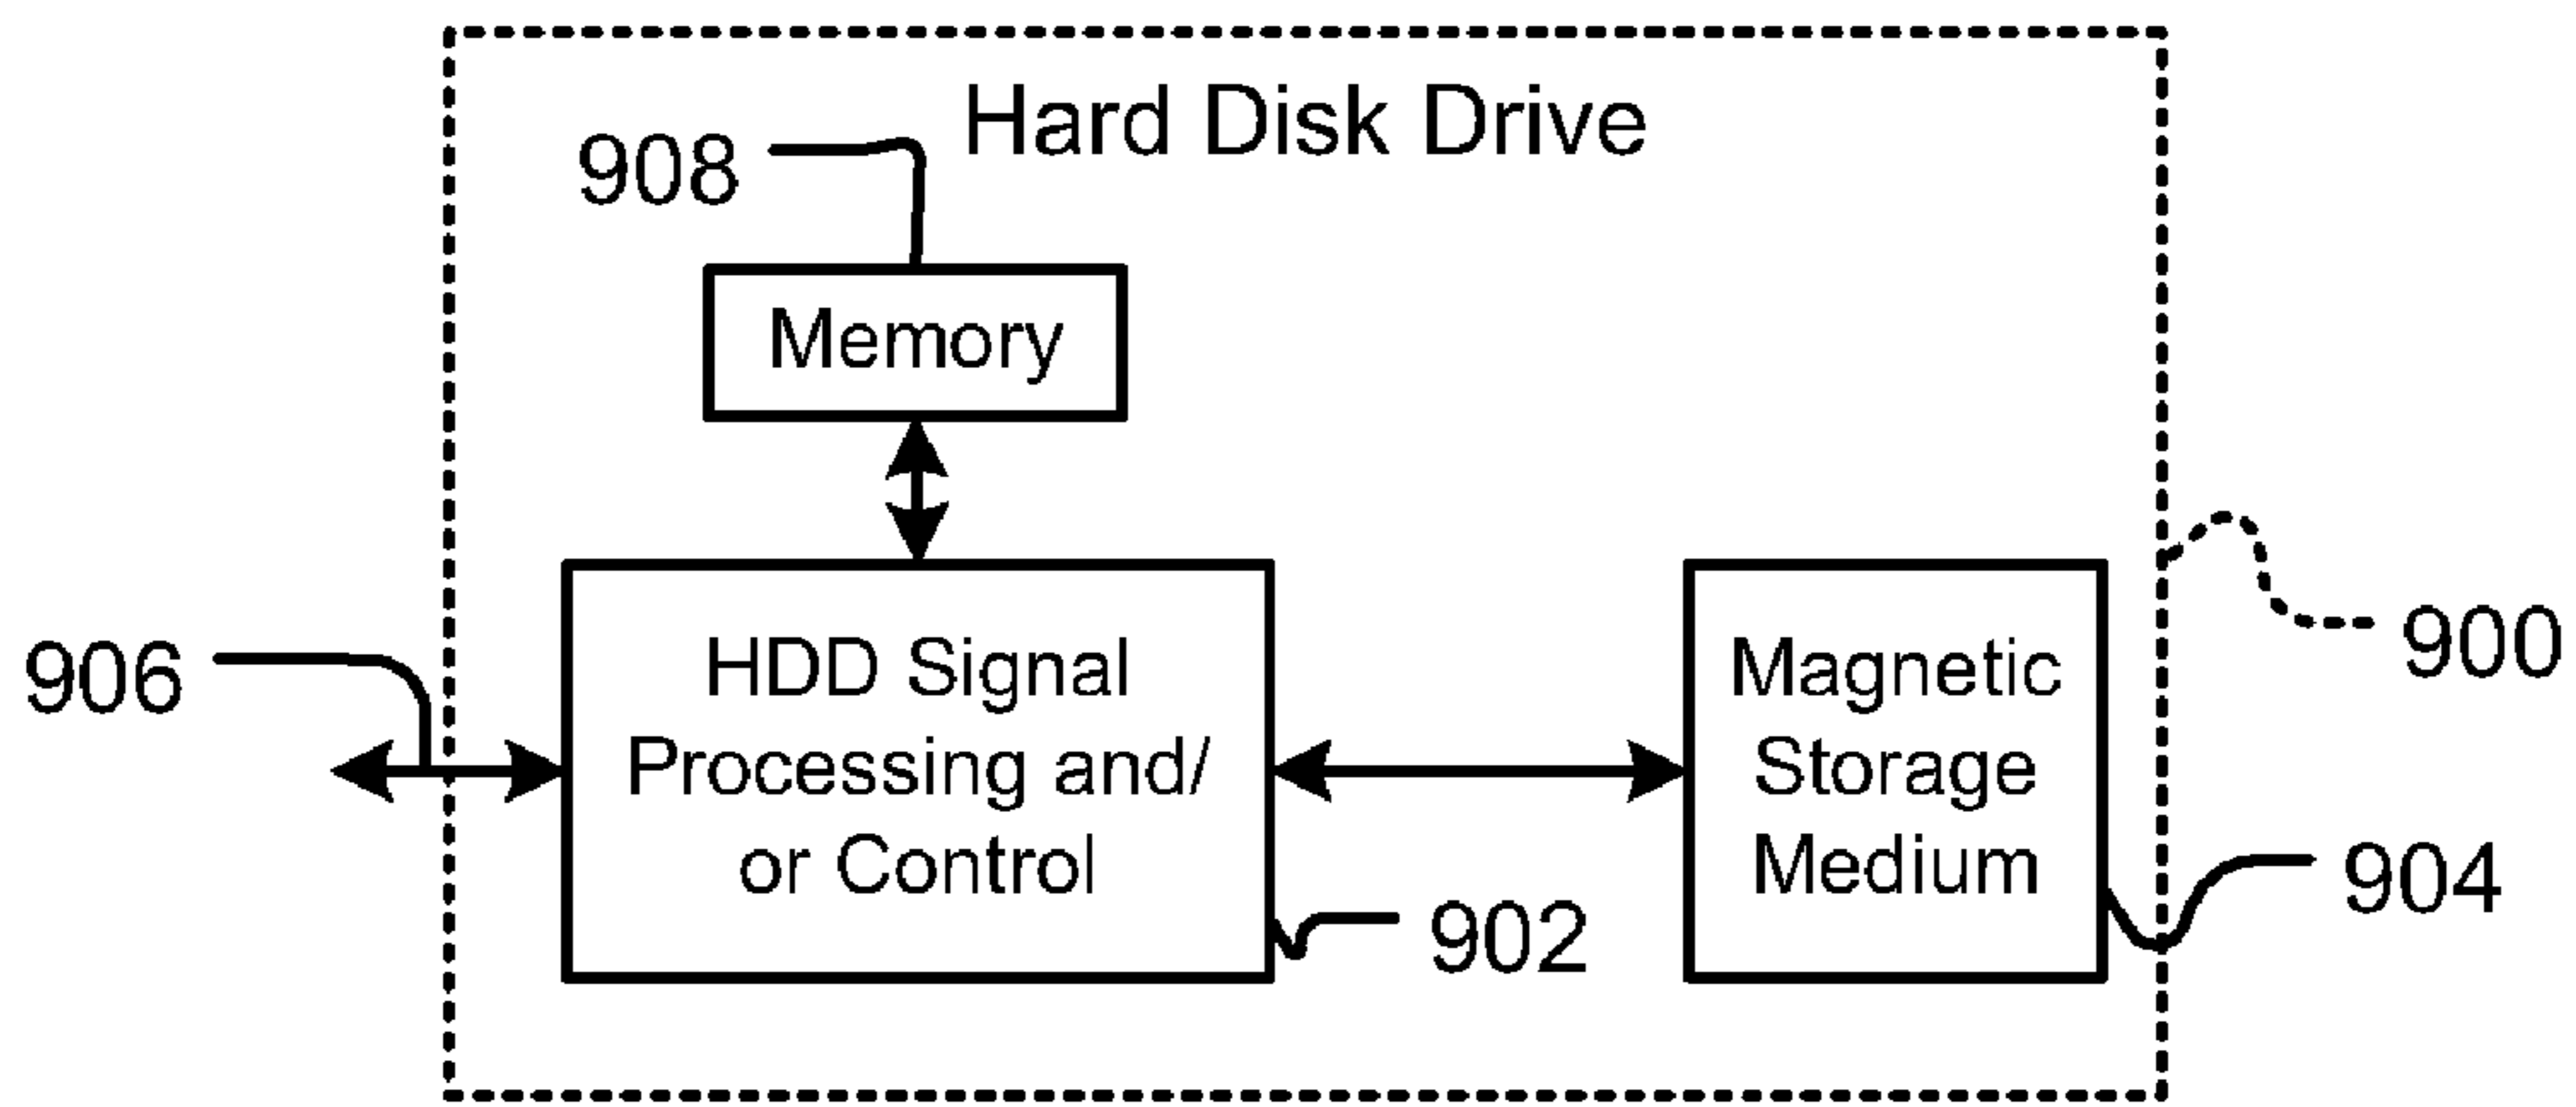 Hard Disk Drive
908
Memory
906
HDD Signal
Processing and/
or Control
902
Magnetic
Storage
Medium
900
904